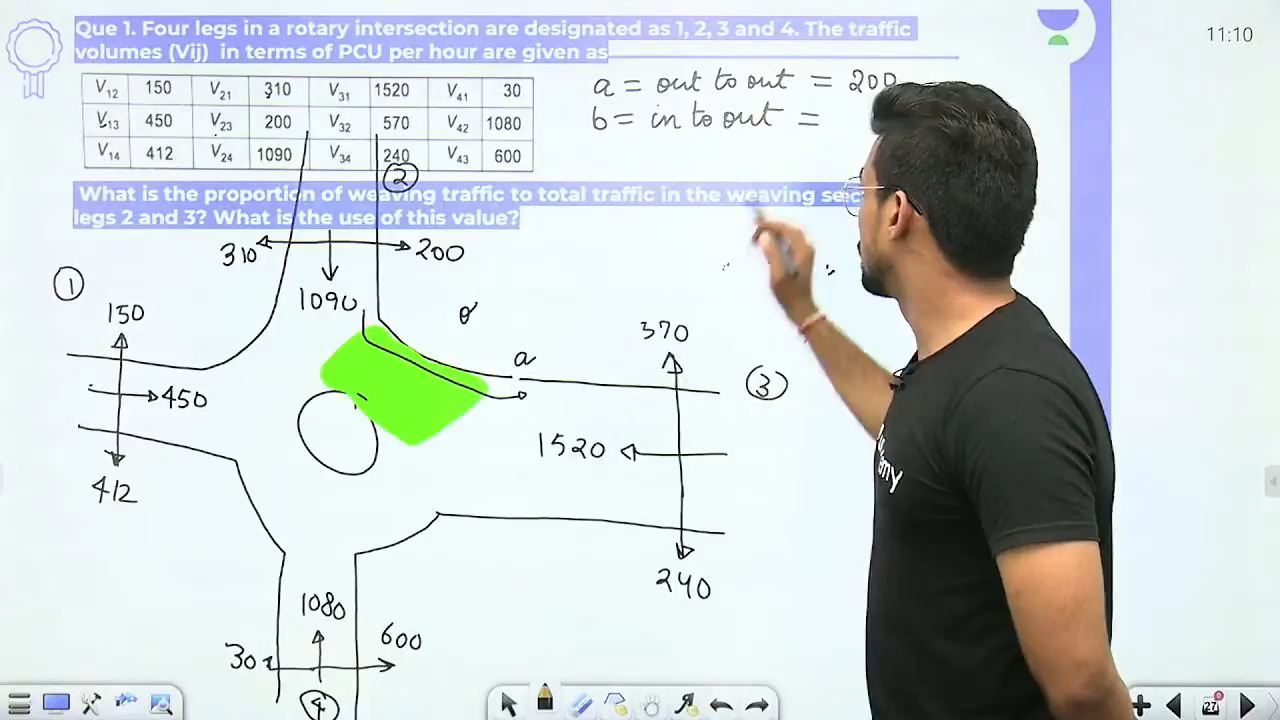 Que 1. Four legs in a rotary intersection are designated as 1, 2, 3 and 4. The traffic
volumes (Vij) in terms of PCU per hour are given as
11:10
V12 150 V21 310 V31 1520 V41 30
V13 450 V23 200 V32 570 V42 1080
V14 412 V24 1090 V34 240 V43 600
a = out to out = 200
b = in to out =
What is the proportion of weaving traffic to total traffic in the weaving
legs 2 and 3? What is the use of this value?
2
310
200
1
1090
150
a
370
3
450
1520
412
240
1080
600
30
4
27